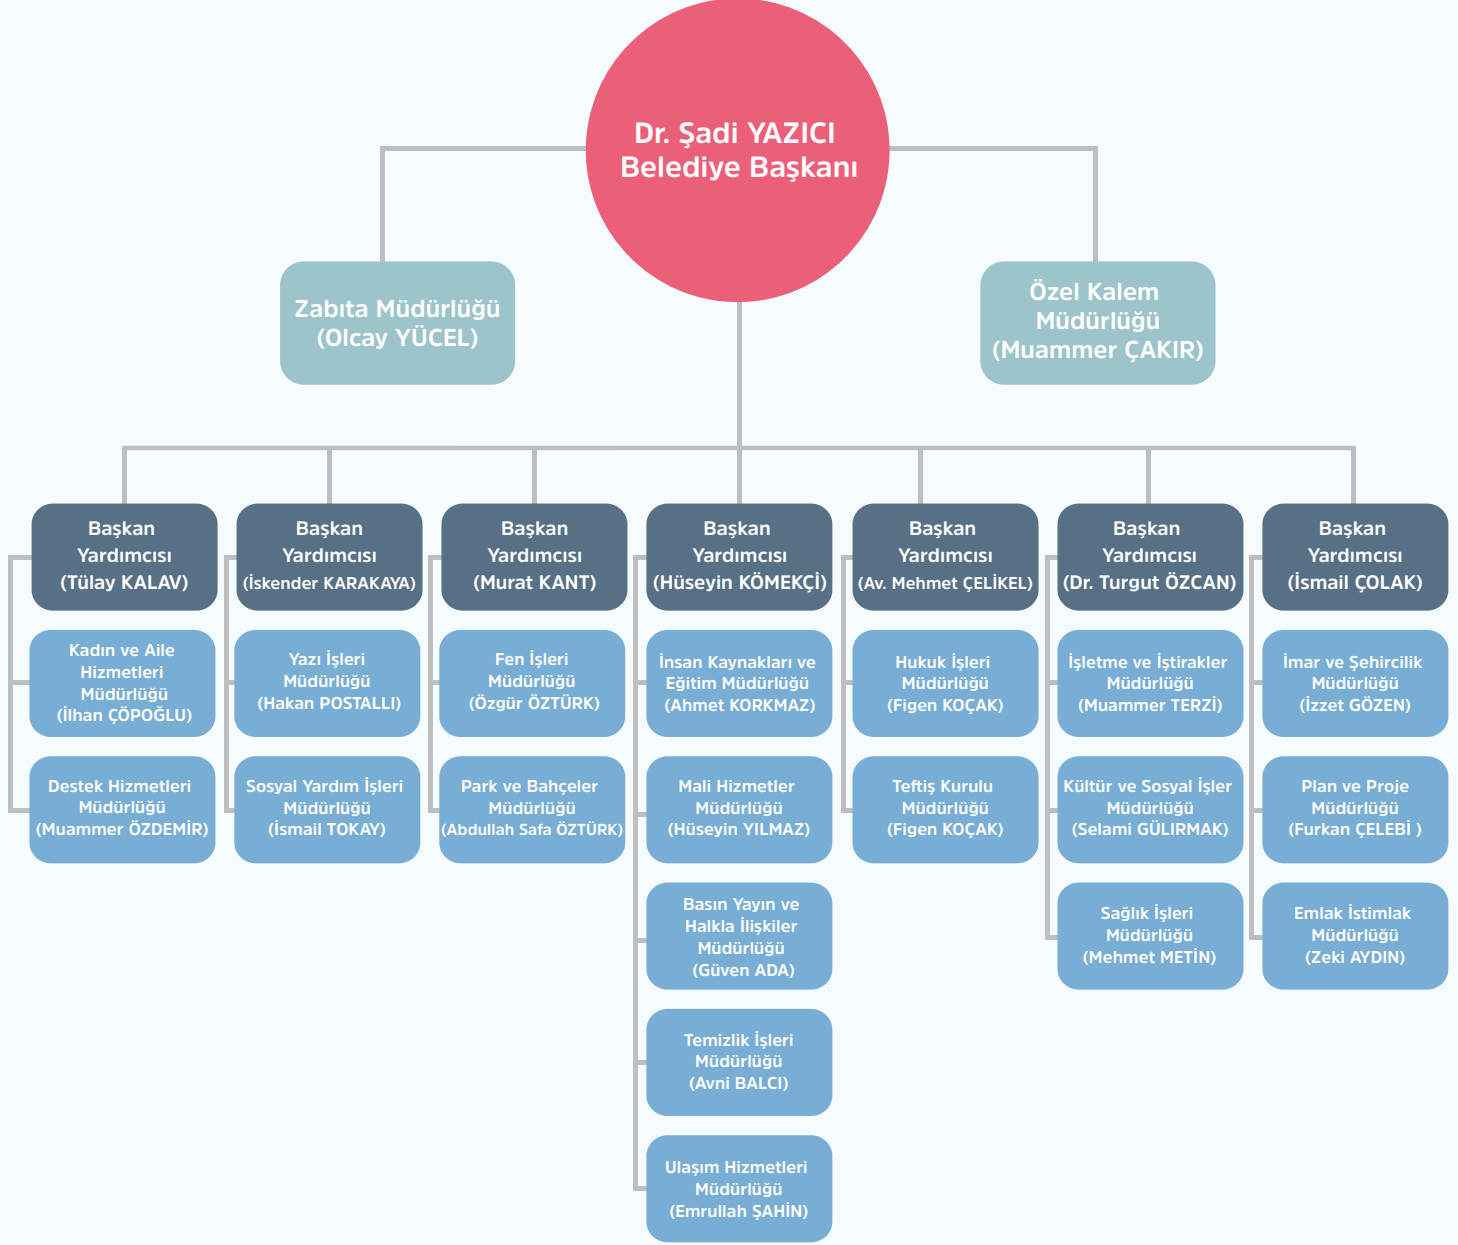 Dr. Şadi YAZICI
Belediye Başkanı
Zabıta Müdürlüğü
(Olcay YÜCEL)
Özel Kalem
Müdürlüğü
(Muammer ÇAKIR)
Başkan
Yardımcısı
(Tülay KALAV)
Kadın ve Aile
Hizmetleri
Müdürlüğü
(İlhan ÇÖPOĞLU)
Destek Hizmetleri
Müdürlüğü
(Muammer ÖZDEMİR)
Başkan
Yardımcısı
(İskender KARAKAYA)
Yazı İşleri
Müdürlüğü
(Hakan POSTALLI)
Sosyal Yardım İşleri
Müdürlüğü
(İsmail TOKAY)
Başkan
Yardımcısı
(Murat KANT)
Fen İşleri
Müdürlüğü
(Özgür ÖZTÜRK)
Park ve Bahçeler
Müdürlüğü
(Abdullah Safa ÖZTÜRK)
Başkan
Yardımcısı
(Hüseyin KÖMEKÇİ)
İnsan Kaynakları ve
Eğitim Müdürlüğü
(Ahmet KORKMAZ)
Mali Hizmetler
Müdürlüğü
(Hüseyin YILMAZ)
Basın Yayın ve
Halkla İlişkiler
Müdürlüğü
(Güven ADA)
Temizlik İşleri
Müdürlüğü
(Avni BALCI)
Ulaşım Hizmetleri
Müdürlüğü
(Emrullah ŞAHİN)
Başkan
Yardımcısı
(Av. Mehmet ÇELİKEL)
Hukuk İşleri
Müdürlüğü
(Figen KOÇAK)
Teftiş Kurulu
Müdürlüğü
(Figen KOÇAK)
Başkan
Yardımcısı
(Dr. Turgut ÖZCAN)
İşletme ve İştirakler
Müdürlüğü
(Muammer TERZİ)
Kültür ve Sosyal İşler
Müdürlüğü
(Selami GÜLIRMAK)
Sağlık İşleri
Müdürlüğü
(Mehmet METİN)
Başkan
Yardımcısı
(İsmail ÇOLAK)
İmar ve Şehircilik
Müdürlüğü
(İzzet GÖZEN)
Plan ve Proje
Müdürlüğü
(Furkan ÇELEBİ )
Emlak İstimlak
Müdürlüğü
(Zeki AYDIN)